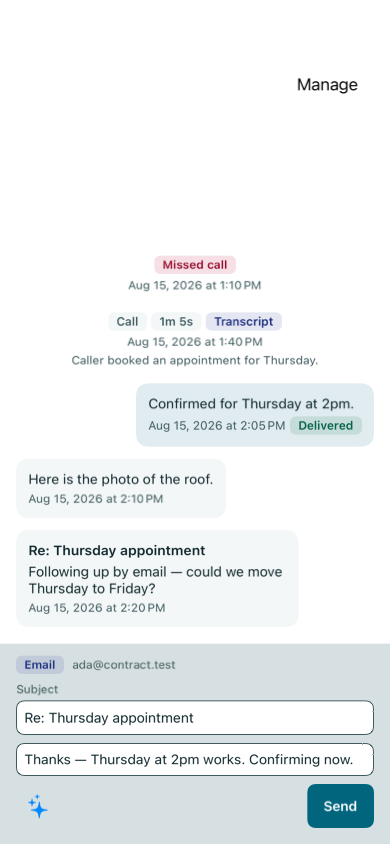 Manage
Missed call
Aug 15, 2026 at 1:10 PM
Call 1m 5s Transcript
Aug 15, 2026 at 1:40 PM
Caller booked an appointment for Thursday.
Confirmed for Thursday at 2pm.
Aug 15, 2026 at 2:05 PM Delivered
Here is the photo of the roof.
Aug 15, 2026 at 2:10 PM
Re: Thursday appointment
Following up by email — could we move
Thursday to Friday?
Aug 15, 2026 at 2:20 PM
Email ada@contract.test
Subject
Re: Thursday appointment
Thanks — Thursday at 2pm works. Confirming now.
Send